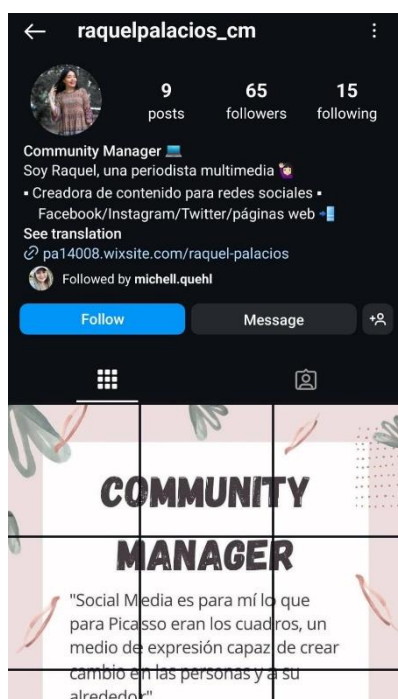 raquelpalacios_cm
9 65 15
posts followers following
Community Manager
Soy Raquel, una periodista multimedia
▪ Creadora de contenido para redes sociales ▪
Facebook/Instagram/Twitter/páginas web
See translation
pa14008.wixsite.com/raquel-palacios
Followed by michell.quehl
Follow Message
COMMUNITY
MANAGER
"Social Media es para mí lo que
para Picasso eran los cuadros, un
medio de expresión capaz de crear
cambio en las personas y a su
alrededor"